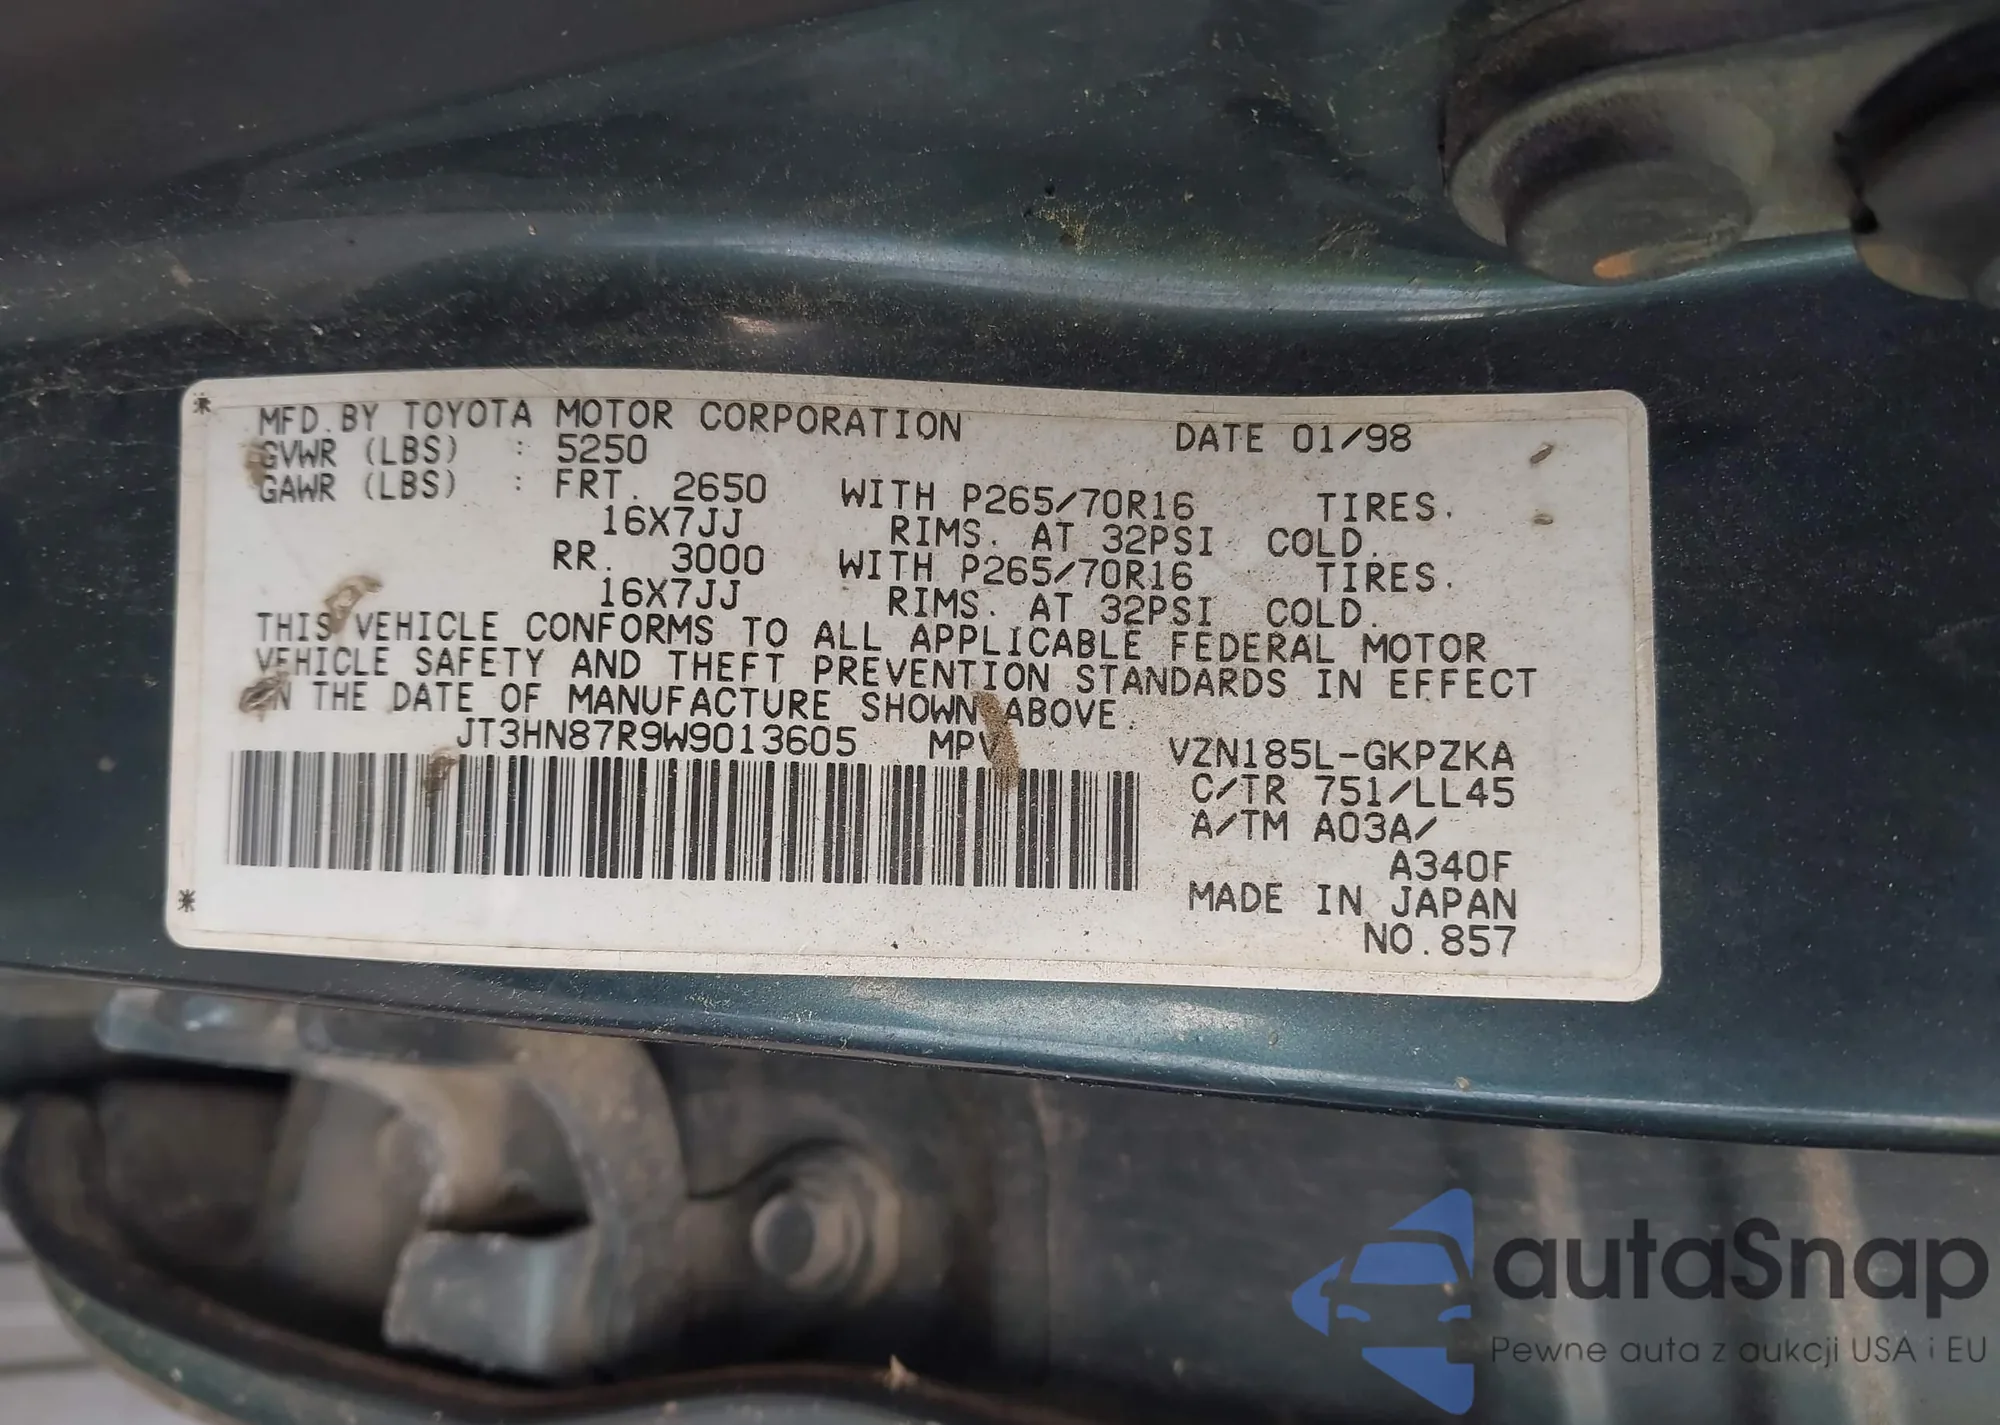 MFD. BY TOYOTA MOTOR CORPORATION DATE 01/98
GVWR (LBS) : 5250
GAWR (LBS) : FRT. 2650 WITH P265/70R16 TIRES.
16X7JJ RIMS. AT 32PSI COLD.
RR. 3000 WITH P265/70R16 TIRES.
16X7JJ RIMS. AT 32PSI COLD.
THIS VEHICLE CONFORMS TO ALL APPLICABLE FEDERAL MOTOR
VEHICLE SAFETY AND THEFT PREVENTION STANDARDS IN EFFECT
ON THE DATE OF MANUFACTURE SHOWN ABOVE.
JT3HN87R9W9013605 MPV VZN185L-GKPZKA
C/TR 751/LL45
A/TM A03A/
A340F
MADE IN JAPAN
NO.857
autaSnap
Pewne auta z aukcji USA i EU